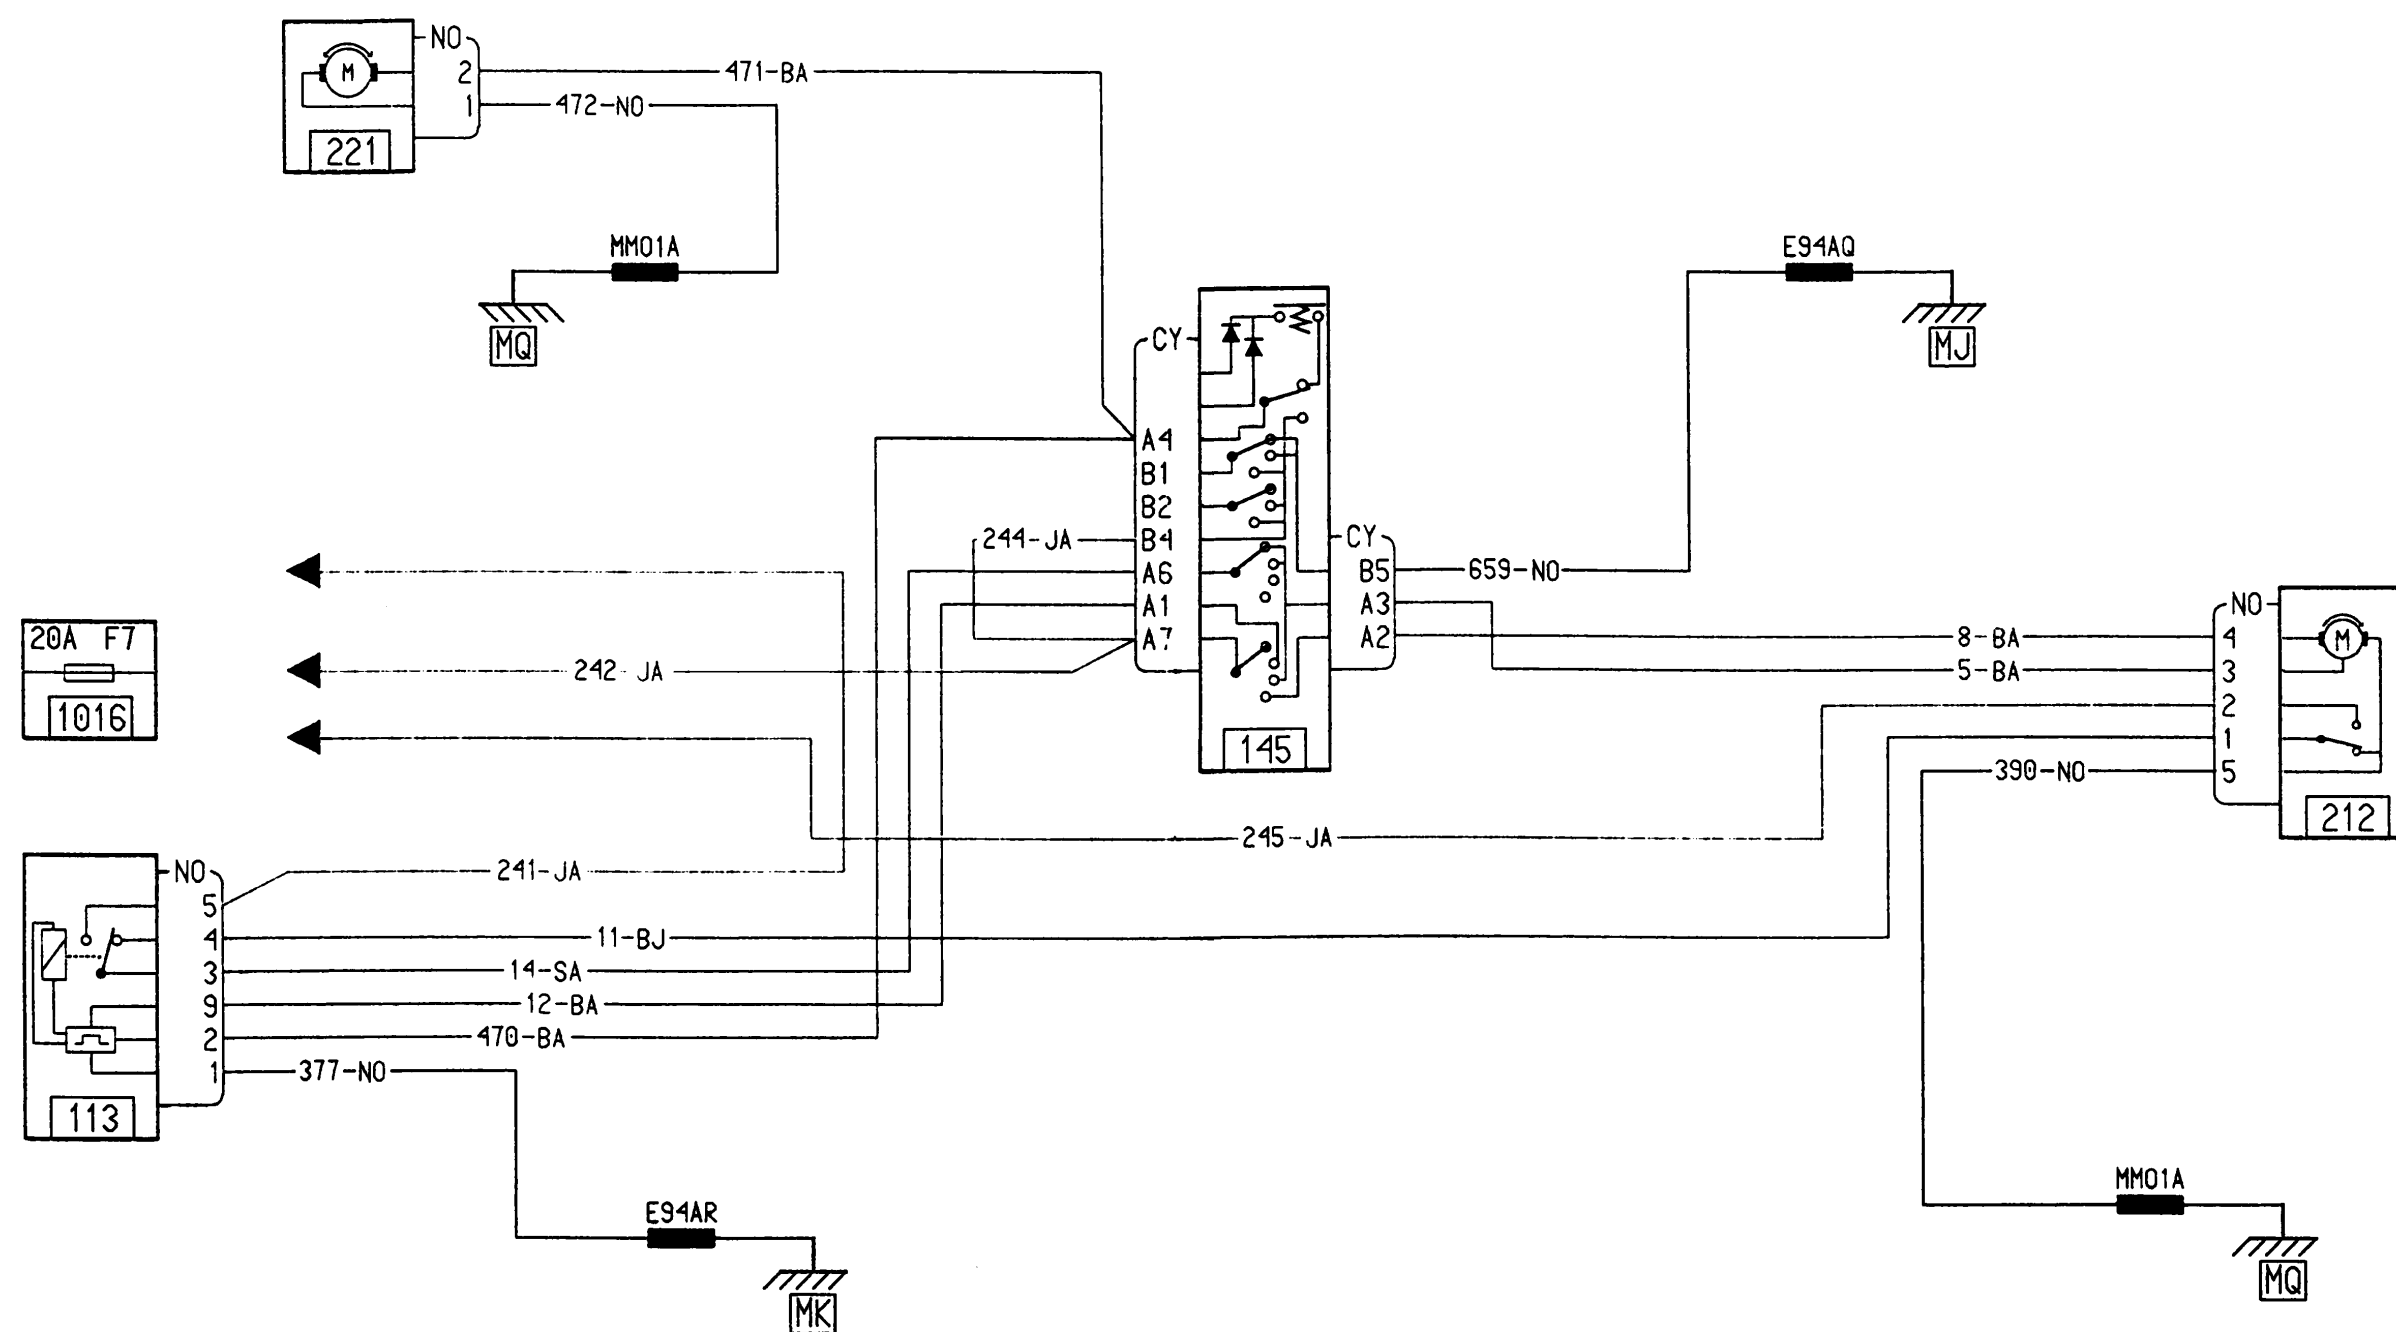 NO
M
2
471-BA
1
472-NO
221
MM01A
MQ
E94AQ
MJ
CY
A4
B1
B2
244-JA
B4
A6
A1
A7
242-JA
145
CY
B5
659-NO
A3
A2
20A F7
1016
NO
8-BA
4
M
5-BA
3
2
1
390-NO
5
212
245-JA
NO
241-JA
5
4
11-BJ
3
14-SA
9
12-BA
2
470-BA
1
377-NO
113
E94AR
MK
MM01A
MQ